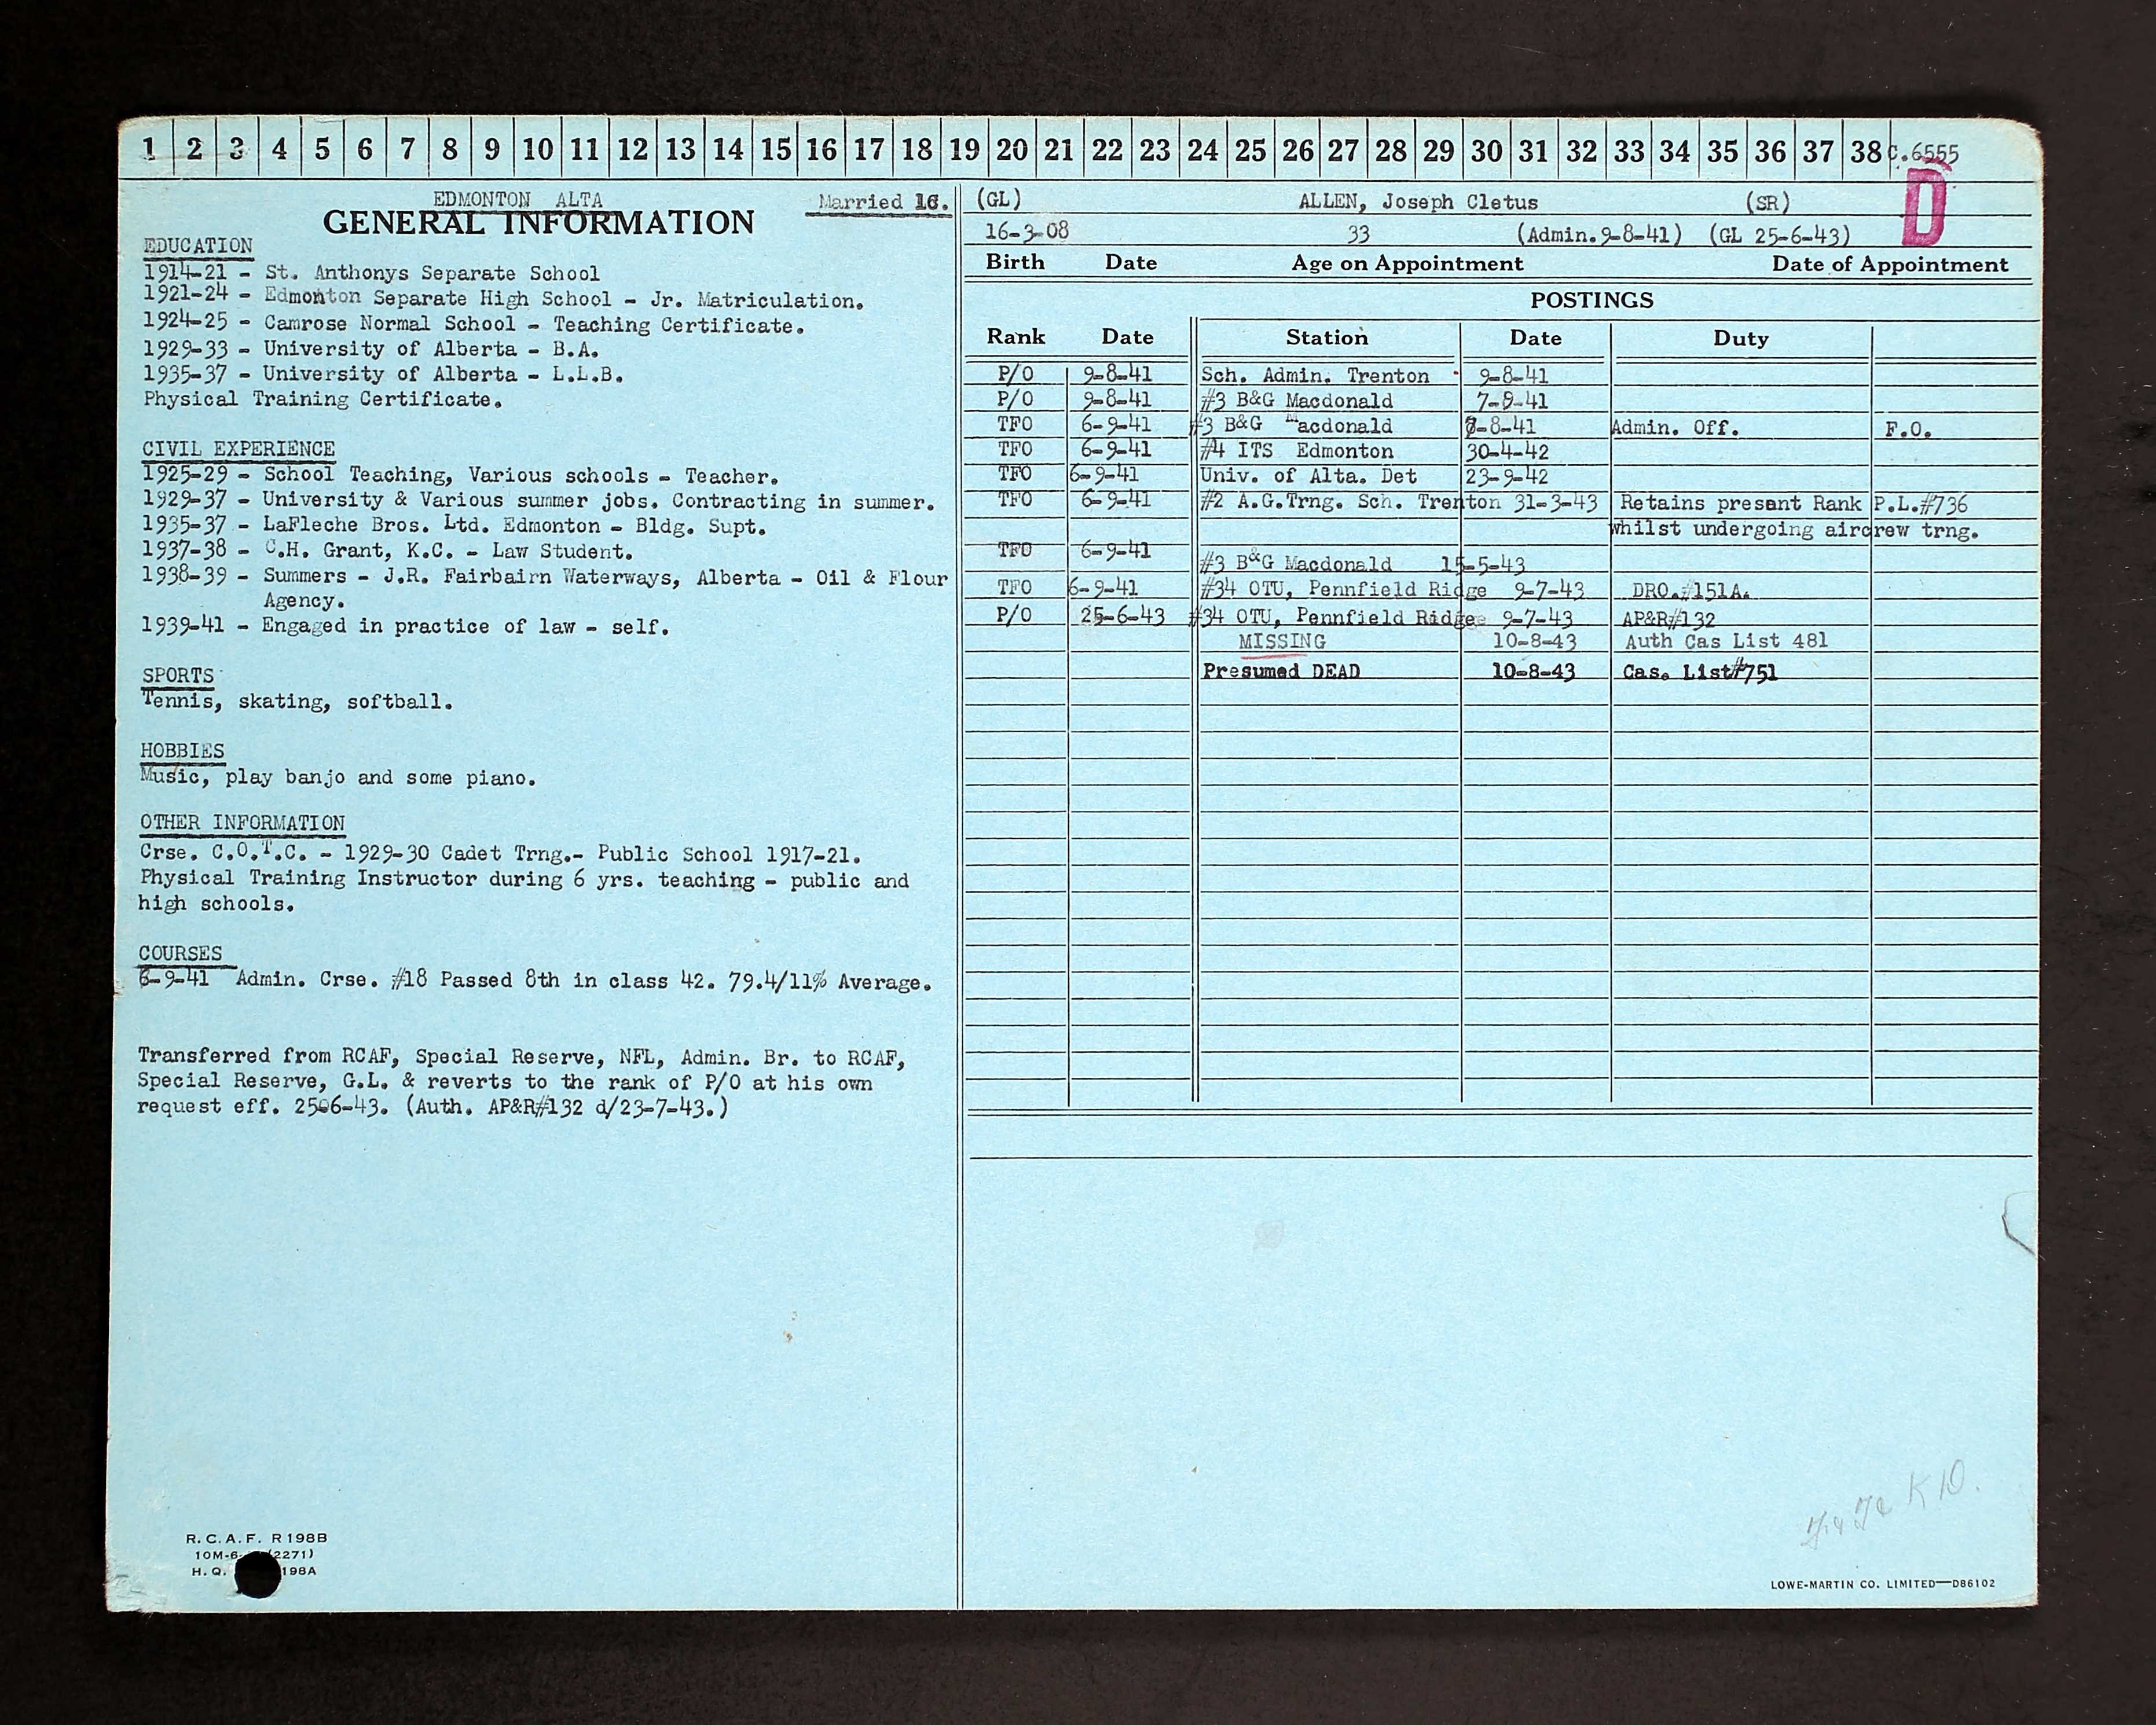 1 2 3 4 5 6 7 8 9 10 11 12 13 14 15 16 17 18 19 20 21 22 23 24 25 26 27 28 29 30 31 32 33 34 35 36 37 38 C.6555
D
EDMONTON ALTA Married
GENERAL INFORMATION
EDUCATION
1914-21 - St. Anthonys Separate School
1921-24 - Edmonton Separate High School - Jr. Matriculation.
1924-25 - Camrose Normal School - Teaching Certificate.
1929-33 - University of Alberta - B.A.
1935-37 - University of Alberta - L.L.B.
Physical Training Certificate.
CIVIL EXPERIENCE
1925-29 - School Teaching, Various schools - Teacher.
1929-37 - University & Various summer jobs. Contracting in summer.
1935-37 - LaFleche Bros. Ltd. Edmonton - Bldg. Supt.
1937-38 - C.H. Grant, K.C. - Law Student.
1938-39 - Summers - J.R. Fairbairn Waterways, Alberta - Oil & Flour
Agency.
1939-41 - Engaged in practice of law - self.
SPORTS
Tennis, skating, softball.
HOBBIES
Music, play banjo and some piano.
OTHER INFORMATION
Crse. C.O.T.C. - 1929-30 Cadet Trng.- Public School 1917-21.
Physical Training Instructor during 6 yrs. teaching - public and
high schools.
COURSES
6-9-41 Admin. Crse. #18 Passed 8th in class 42. 79.4/11% Average.
Transferred from RCAF, Special Reserve, NFL, Admin. Br. to RCAF,
Special Reserve, G.L. & reverts to the rank of P/O at his own
request eff. 2506-43. (Auth. AP&R#132 d/23-7-43.)
R.C.A.F. R198B
10M-6- (2271)
H.Q. 198A
(GL) ALLEN, Joseph Cletus (SR)
16-3-08 33 (Admin.9-8-41) (GL 25-6-43)
Birth Date Age on Appointment Date of Appointment
POSTINGS
Rank Date Station Date Duty
P/O 9-8-41 Sch. Admin. Trenton 9-8-41
P/O 9-8-41 #3 B&G Macdonald 7-9-41
TFO 6-9-41 #3 B&G Macdonald -8-41 Admin. Off. F.O.
TFO 6-9-41 #4 ITS Edmonton 30-4-42
TFO 6-9-41 Univ. of Alta. Det 23-9-42
TFO 6-9-41 #2 A.G.Trng. Sch. Trenton 31-3-43 Retains present Rank P.L.#736
whilst undergoing aircrew trng.
TFO 6-9-41 #3 B&G Macdonald 15-5-43
TFO 6-9-41 #34 OTU, Pennfield Ridge 9-7-43 DRO.#151A.
P/O 25-6-43 #34 OTU, Pennfield Ridge 9-7-43 AP&R#132
MISSING 10-8-43 Auth Cas List 481
Presumed DEAD 10-8-43 Cas. List#751
LOWE-MARTIN CO. LIMITED—D86102